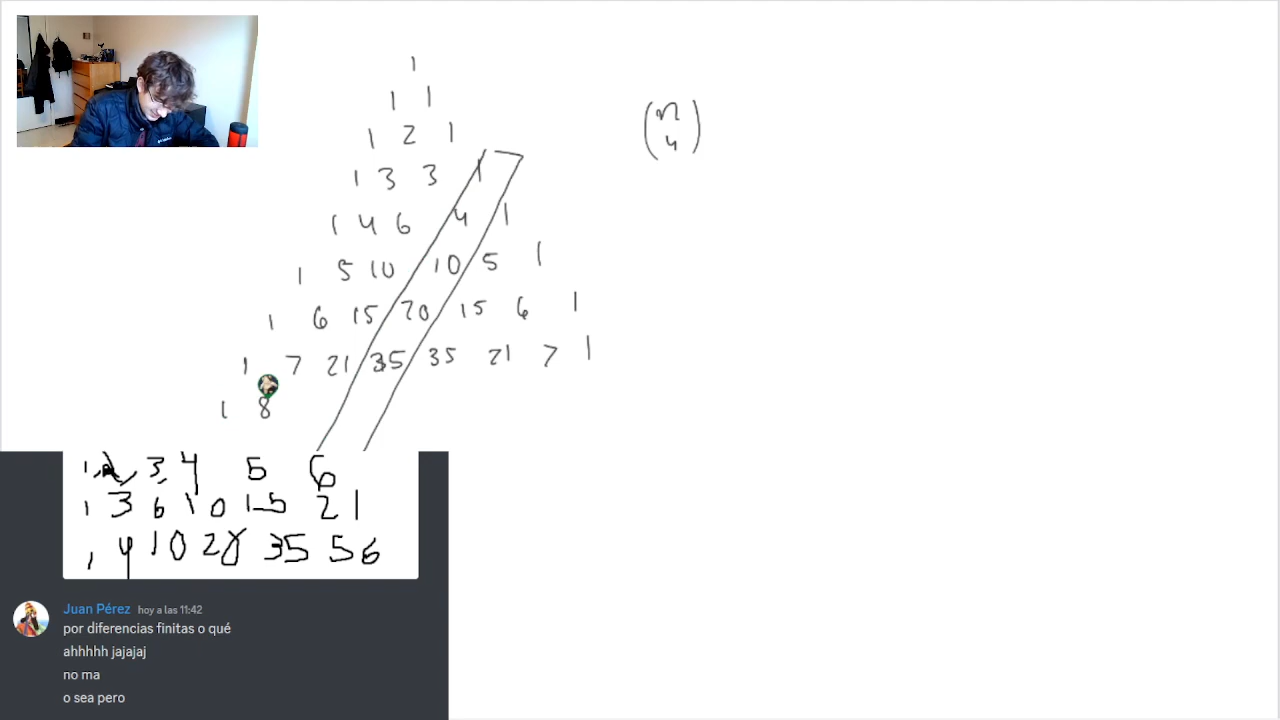 1
1 1
1 2 1
1 3 3 1
1 4 6 4 1
1 5 10 10 5 1
1 6 15 20 15 6 1
1 7 21 35 35 21 7 1
1 8
(n
4)
1, 2, 3, 4 5 6
1 3 6 10 15 21
1 4 10 20 35 56
Juan Pérez hoy a las 11:42
por diferencias finitas o qué
ahhhhh jajajaj
no ma
o sea pero